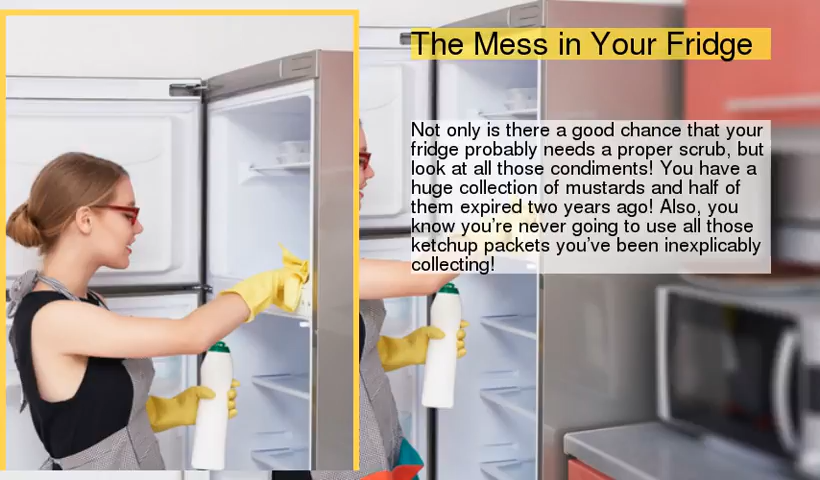 The Mess in Your Fridge
Not only is there a good chance that your
fridge probably needs a proper scrub, but
look at all those condiments! You have a
huge collection of mustards and half of
them expired two years ago! Also, you
know you’re never going to use all those
ketchup packets you’ve been inexplicably
collecting!